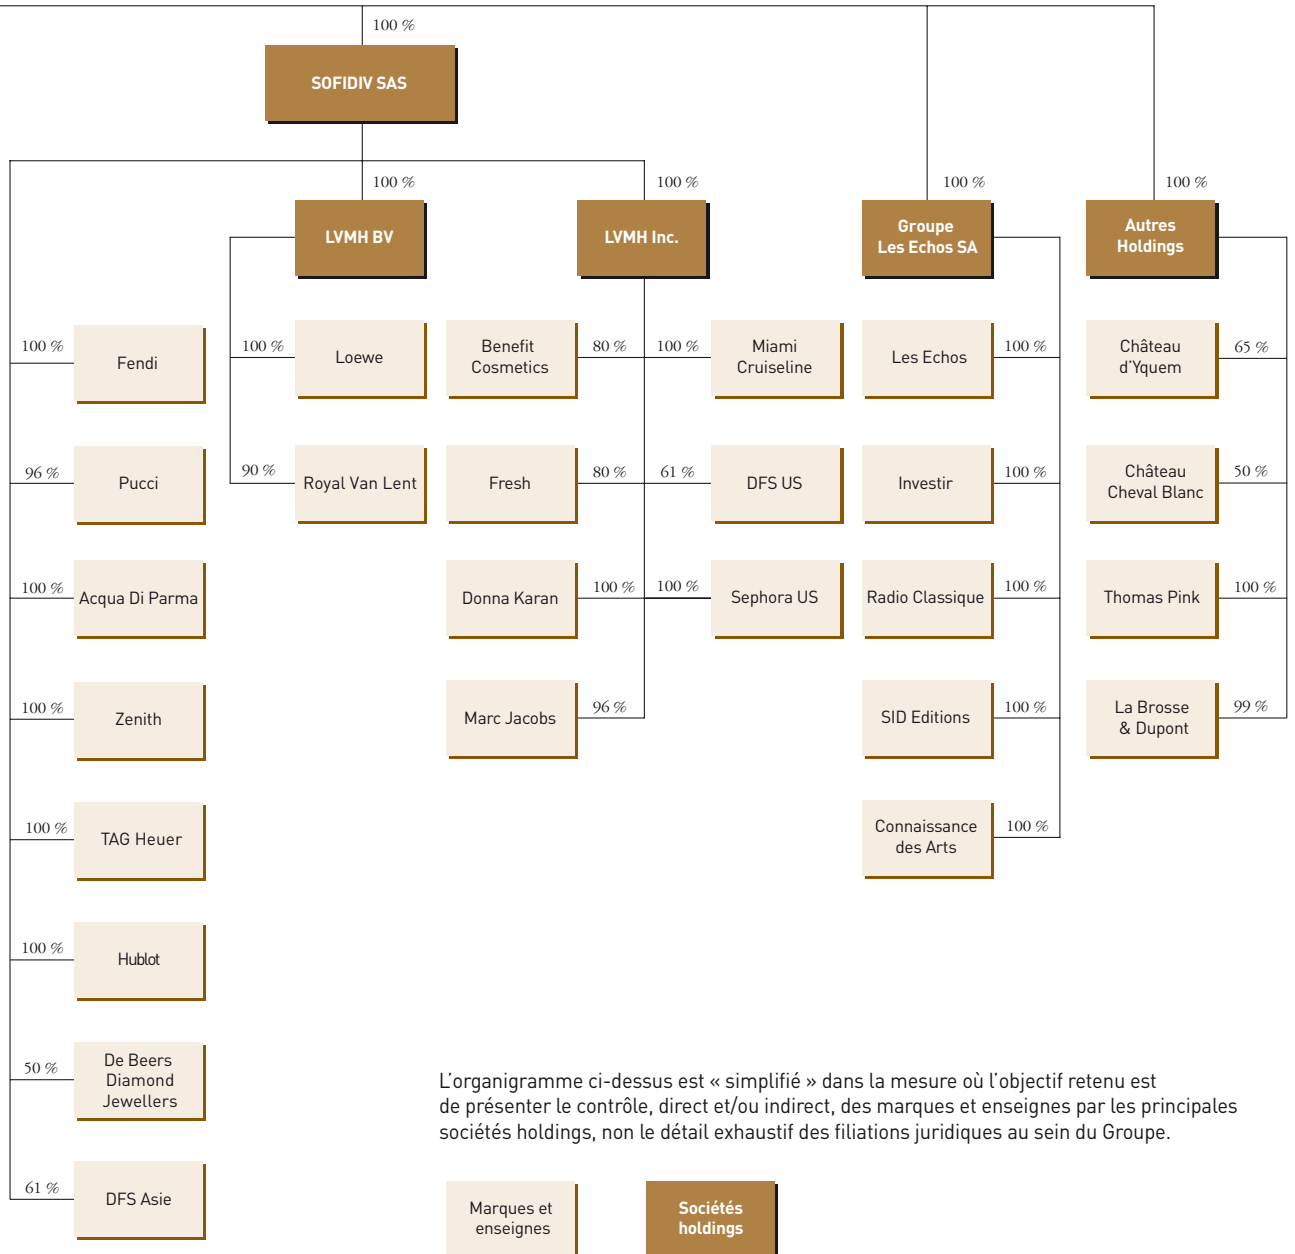 100 %
SOFIDIV SAS
100 %
100 %
100 %
100 %
LVMH BV
LVMH Inc.
Groupe
Les Echos SA
Autres
Holdings
100 %
Fendi
100 %
Loewe
Benefit
Cosmetics
80 %
100 %
Miami
Cruiseline
Les Echos
100 %
Château
d'Yquem
65 %
96 %
Pucci
90 %
Royal Van Lent
Fresh
80 %
61 %
DFS US
Investir
100 %
Château
Cheval Blanc
50 %
100 %
Acqua Di Parma
Donna Karan
100 %
100 %
Sephora US
Radio Classique
100 %
Thomas Pink
100 %
100 %
Zenith
Marc Jacobs
96 %
SID Editions
100 %
La Brosse
& Dupont
99 %
100 %
TAG Heuer
Connaissance
des Arts
100 %
100 %
Hublot
50 %
De Beers
Diamond
Jewellers
61 %
DFS Asie
L'organigramme ci-dessus est « simplifié » dans la mesure où l'objectif retenu est
de présenter le contrôle, direct et/ou indirect, des marques et enseignes par les principales
sociétés holdings, non le détail exhaustif des filiations juridiques au sein du Groupe.
Marques et
enseignes
Sociétés
holdings